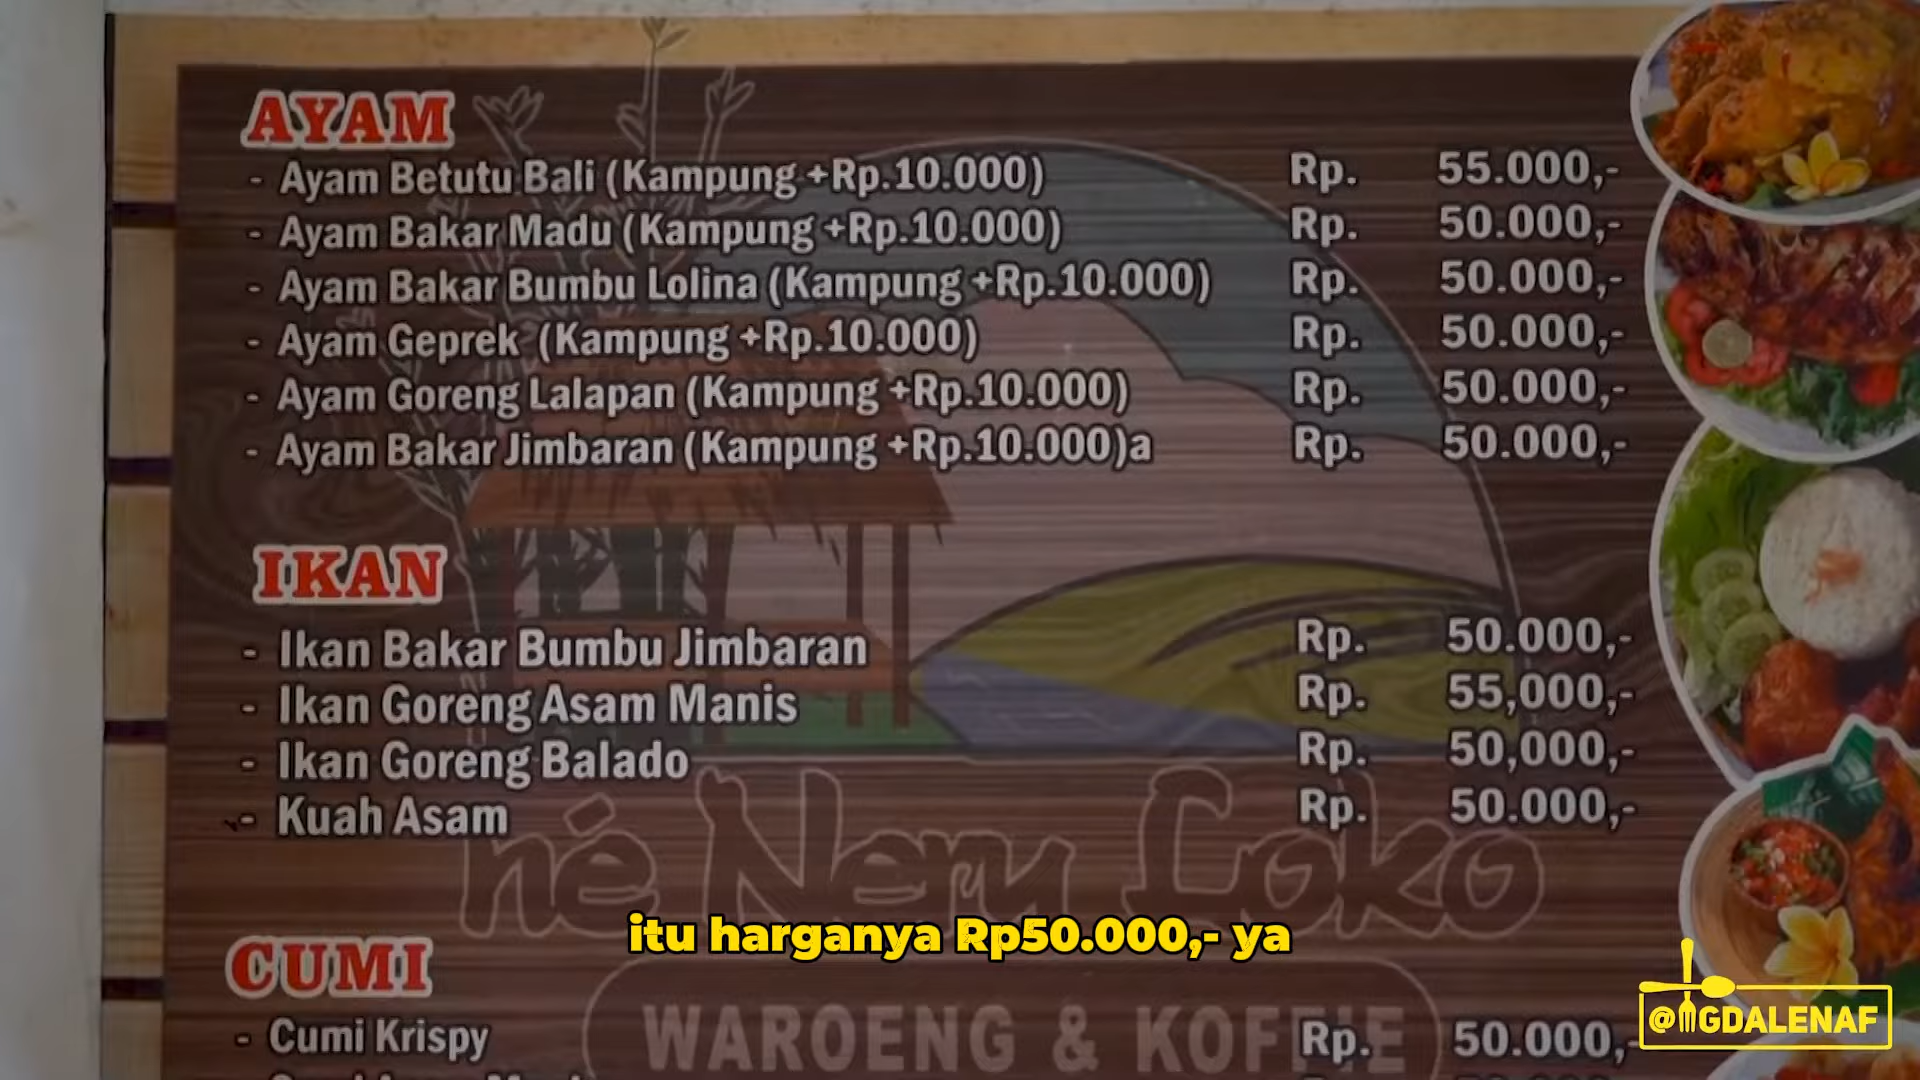 AYAM
- Ayam Betutu Bali (Kampung +Rp.10.000) Rp. 55.000,-
- Ayam Bakar Madu (Kampung +Rp.10.000) Rp. 50.000,-
- Ayam Bakar Bumbu Lolina (Kampung +Rp.10.000) Rp. 50.000,-
- Ayam Geprek (Kampung +Rp.10.000) Rp. 50.000,-
- Ayam Goreng Lalapan (Kampung +Rp.10.000) Rp. 50.000,-
- Ayam Bakar Jimbaran (Kampung +Rp.10.000)a Rp. 50.000,-
IKAN
- Ikan Bakar Bumbu Jimbaran Rp. 50.000,-
- Ikan Goreng Asam Manis Rp. 55,000,-
- Ikan Goreng Balado Rp. 50,000,-
- Kuah Asam Rp. 50.000,-
né Neru Loko
itu harganya Rp50.000,- ya
CUMI
WAROENG & KOFFIE
- Cumi Krispy Rp. 50.000,-
@MGDALENAF